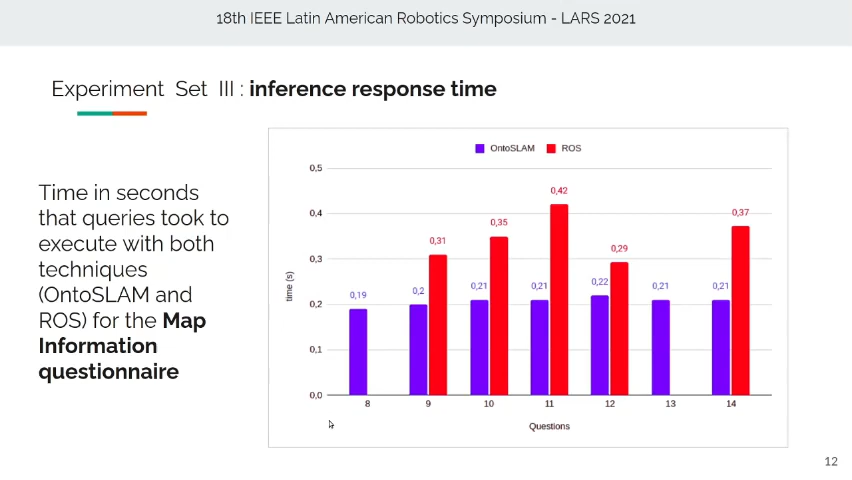 18th IEEE Latin American Robotics Symposium - LARS 2021
Experiment Set III : inference response time
Time in seconds
that queries took to
execute with both
techniques
(OntoSLAM and
ROS) for the Map
Information
questionnaire
OntoSLAM ROS
0,5
0,4
0,3
0,2
0,1
0,0
time (s)
0,19 0,2 0,31 0,21 0,35 0,21 0,42 0,22 0,29 0,21 0,21 0,37
8 9 10 11 12 13 14
Questions
12